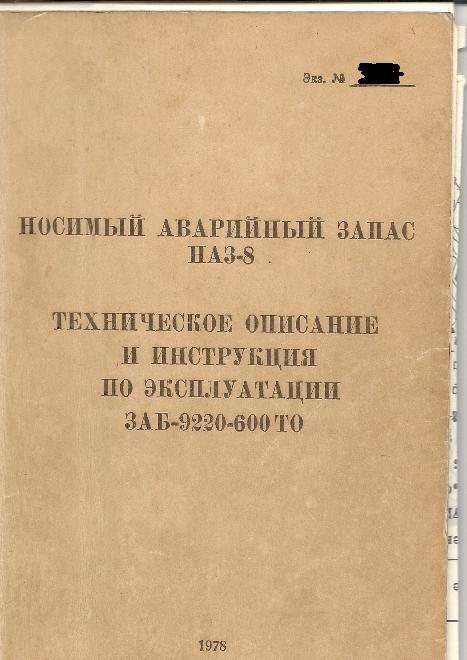 Экз. №
НОСИМЫЙ АВАРИЙНЫЙ ЗАПАС
НАЗ-8
ТЕХНИЧЕСКОЕ ОПИСАНИЕ
И ИНСТРУКЦИЯ
ПО ЭКСПЛУАТАЦИИ
ЗАБ-9220-600 ТО
1978